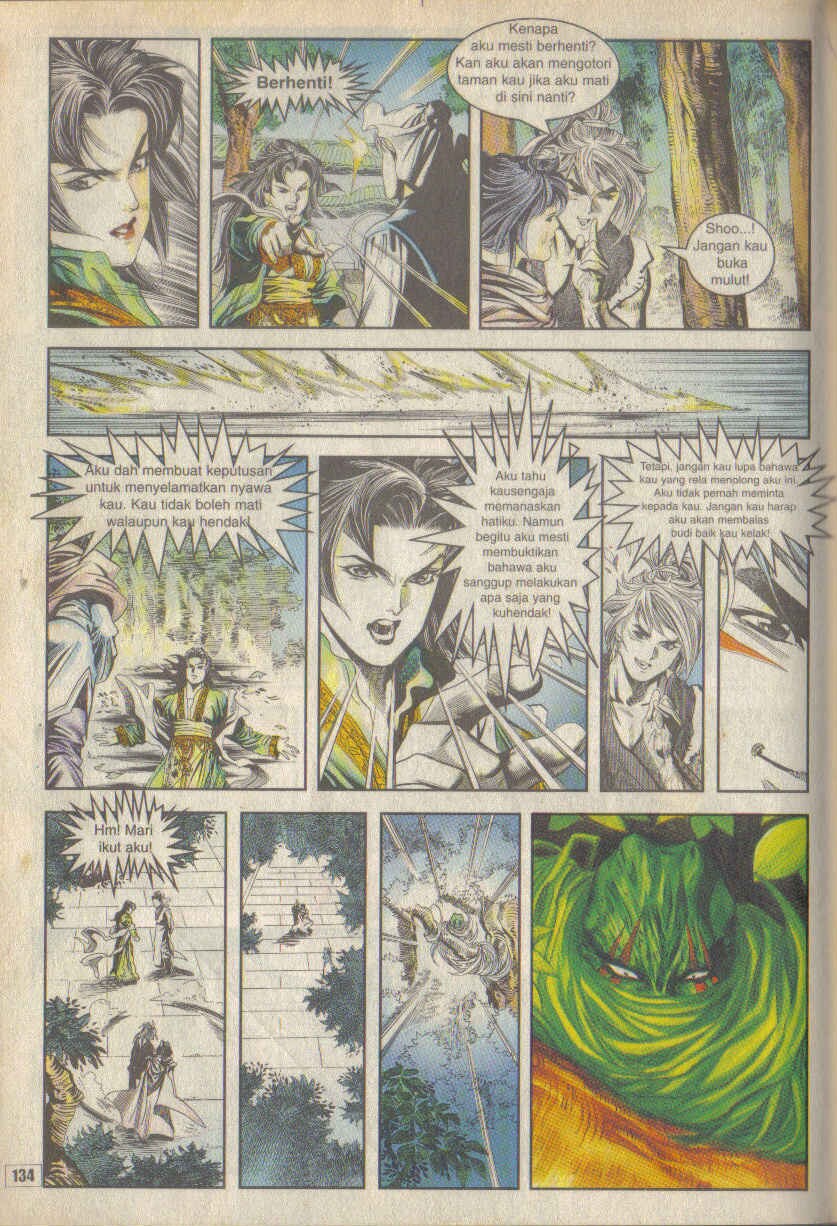 Berhenti!
Kenapa
aku mesti berhenti?
Kan aku akan mengotori
taman kau jika aku mati
di sini nanti?
Shoo...!
Jangan kau
buka
mulut!
Aku dah membuat keputusan
untuk menyelamatkan nyawa
kau. Kau tidak boleh mati
walaupun kau hendak!
Aku tahu
kausengaja
memanaskan
hatiku. Namun
begitu aku mesti
membuktikan
bahawa aku
sanggup melakukan
apa saja yang
kuhendak!
Tetapi, jangan kau lupa bahawa
kau yang rela menolong aku ini.
Aku tidak pernah meminta
kepada kau. Jangan kau harap
aku akan membalas
budi baik kau kelak!
Hm! Mari
ikut aku!
134